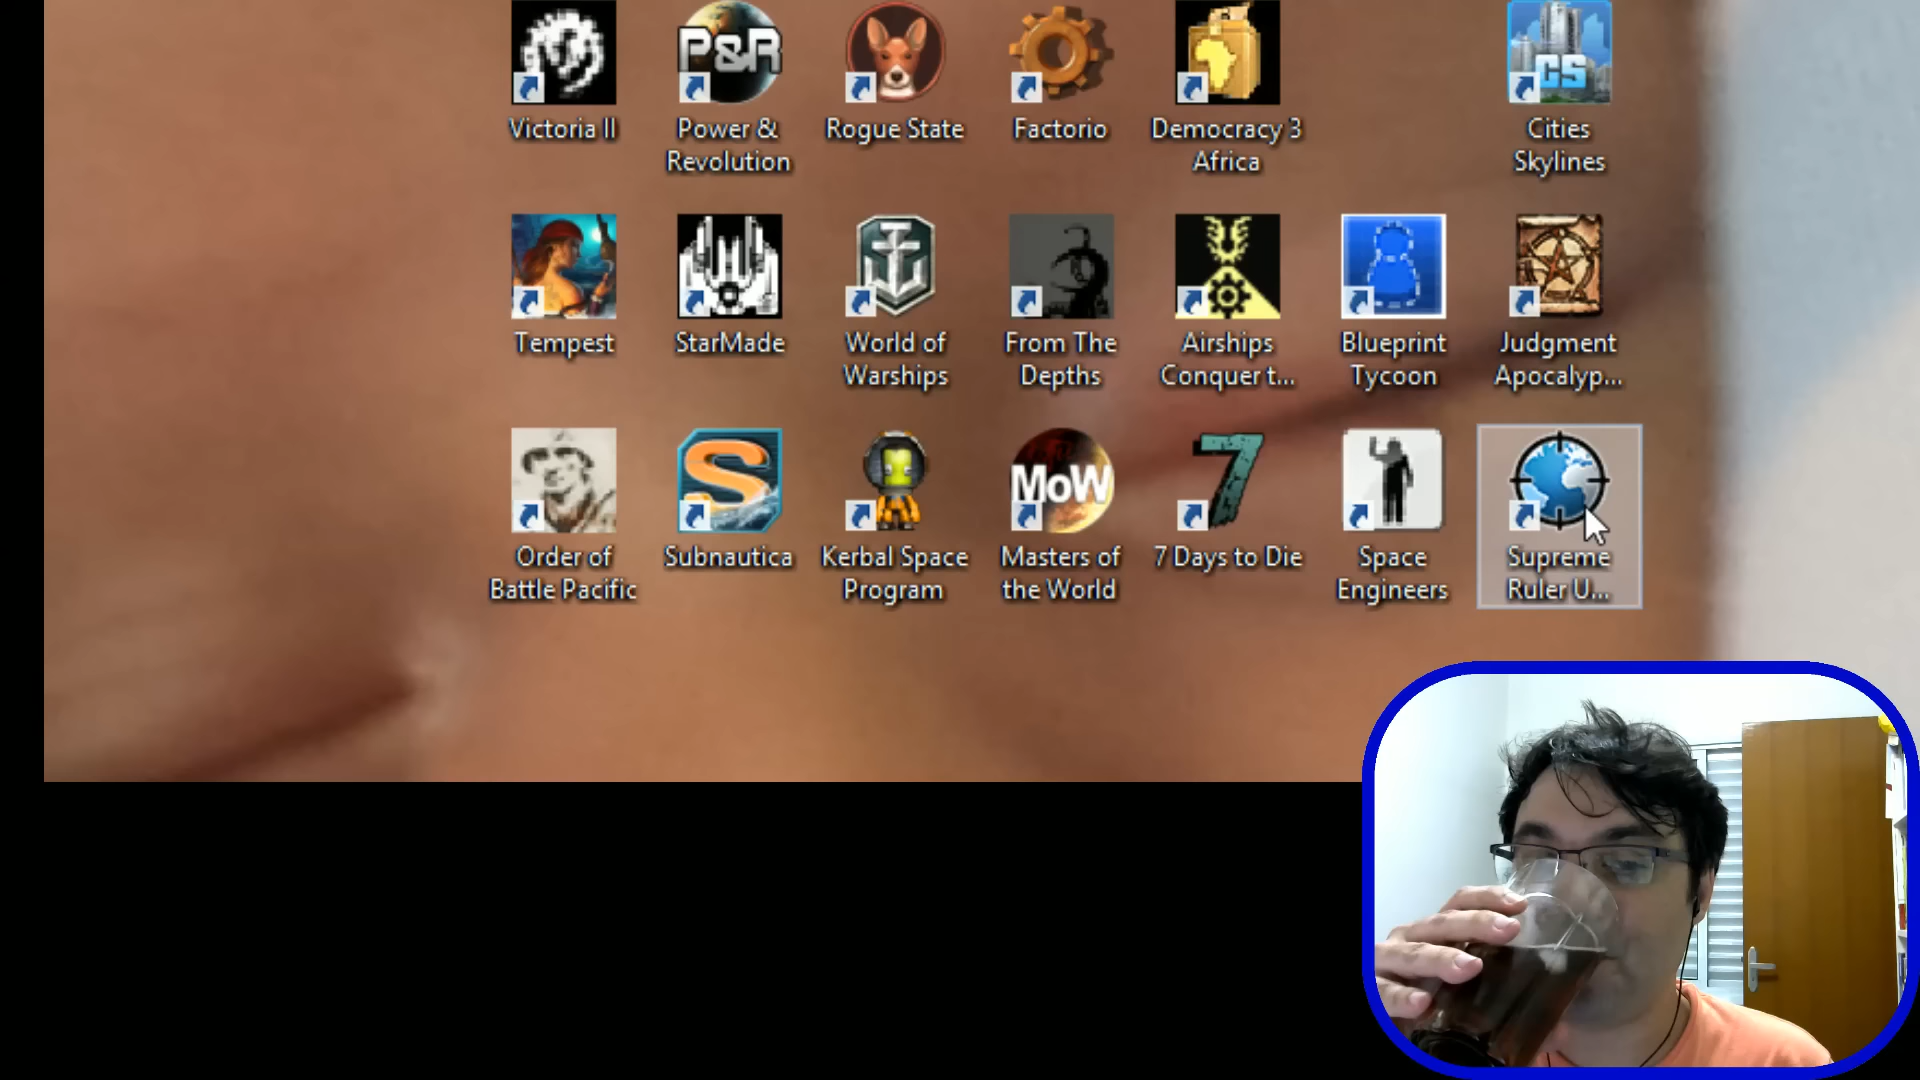 P&R
CS
Victoria II
Power &
Revolution
Rogue State
Factorio
Democracy 3
Africa
Cities
Skylines
Tempest
StarMade
World of
Warships
From The
Depths
Airships
Conquer t...
Blueprint
Tycoon
Judgment
Apocalyp...
S
MoW
7
Order of
Battle Pacific
Subnautica
Kerbal Space
Program
Masters of
the World
7 Days to Die
Space
Engineers
Supreme
Ruler U...